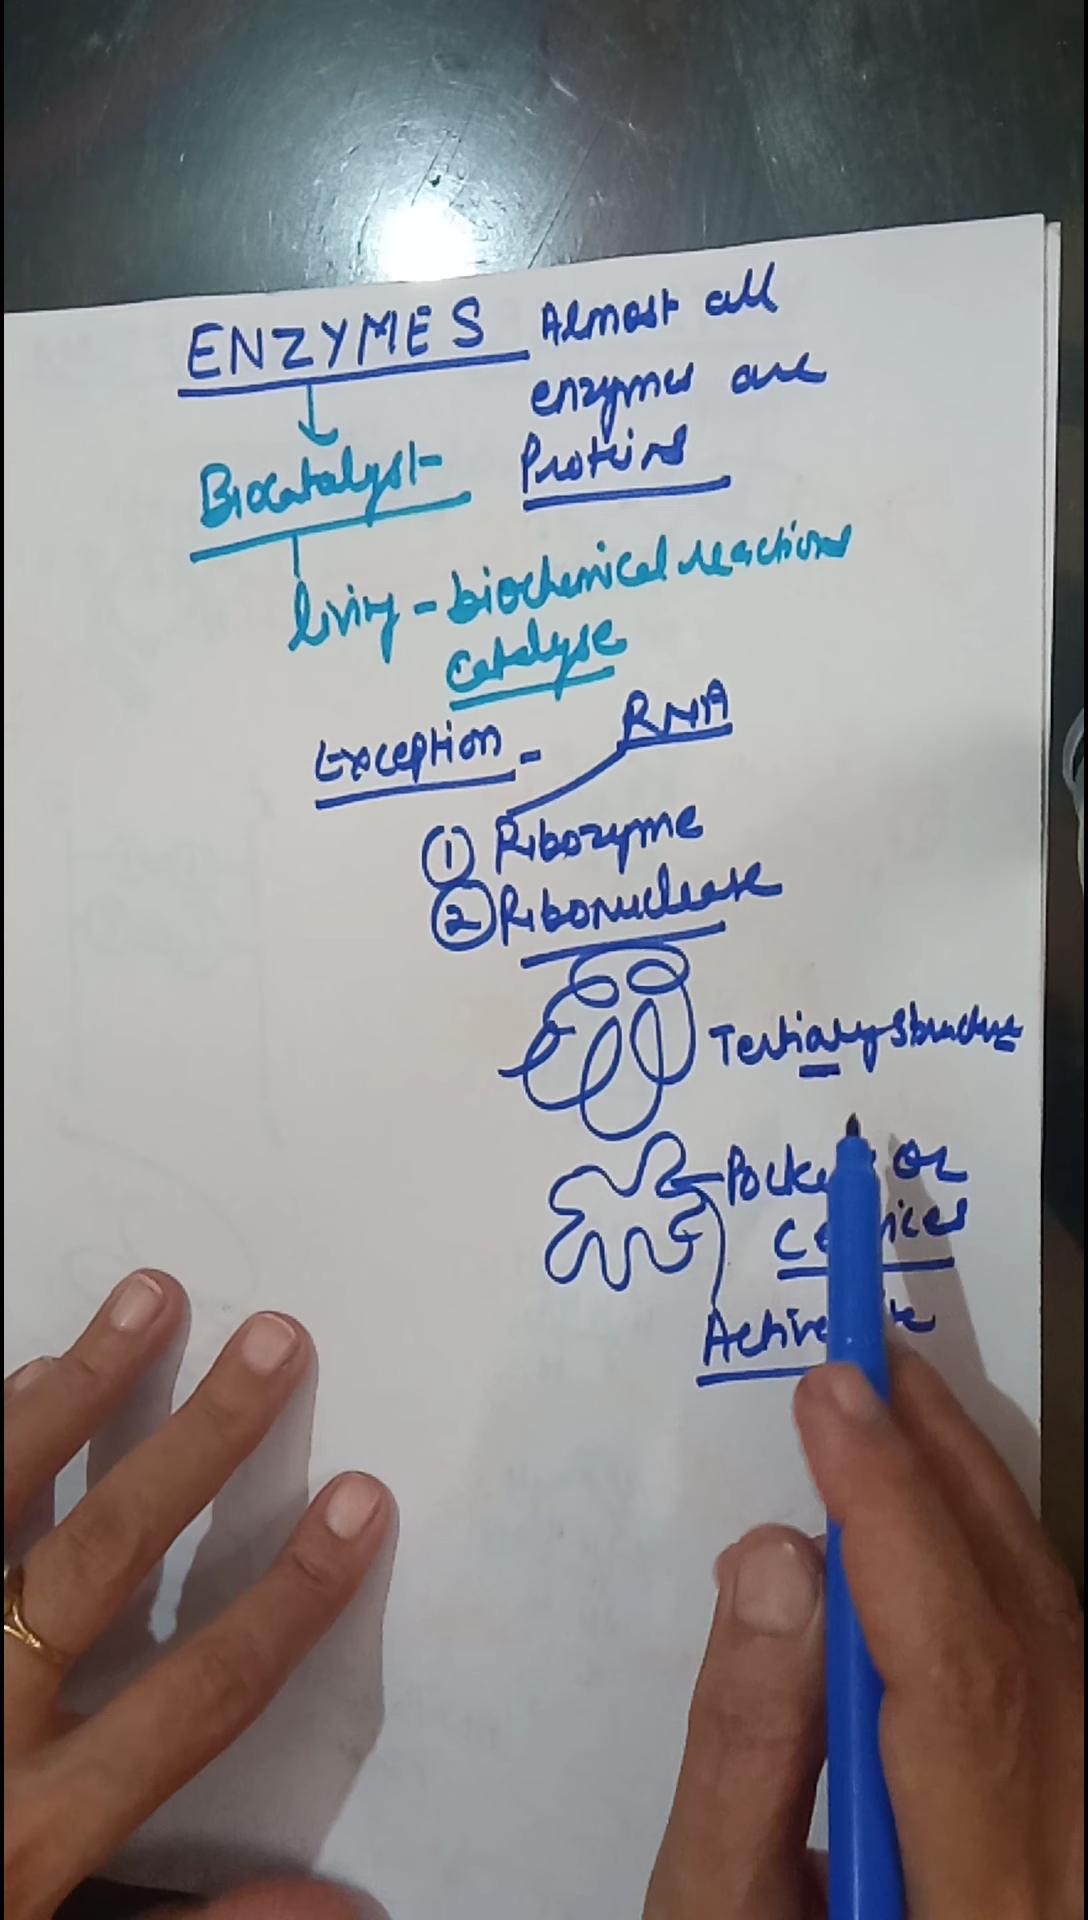 ENZYMES
Almost all
enzymes are
Proteins
Biocatalyst
living - biochemical reactions
catalyse
Exception - RNA
① Ribozyme
② Ribonuclease
Tertiary structure
or
Active